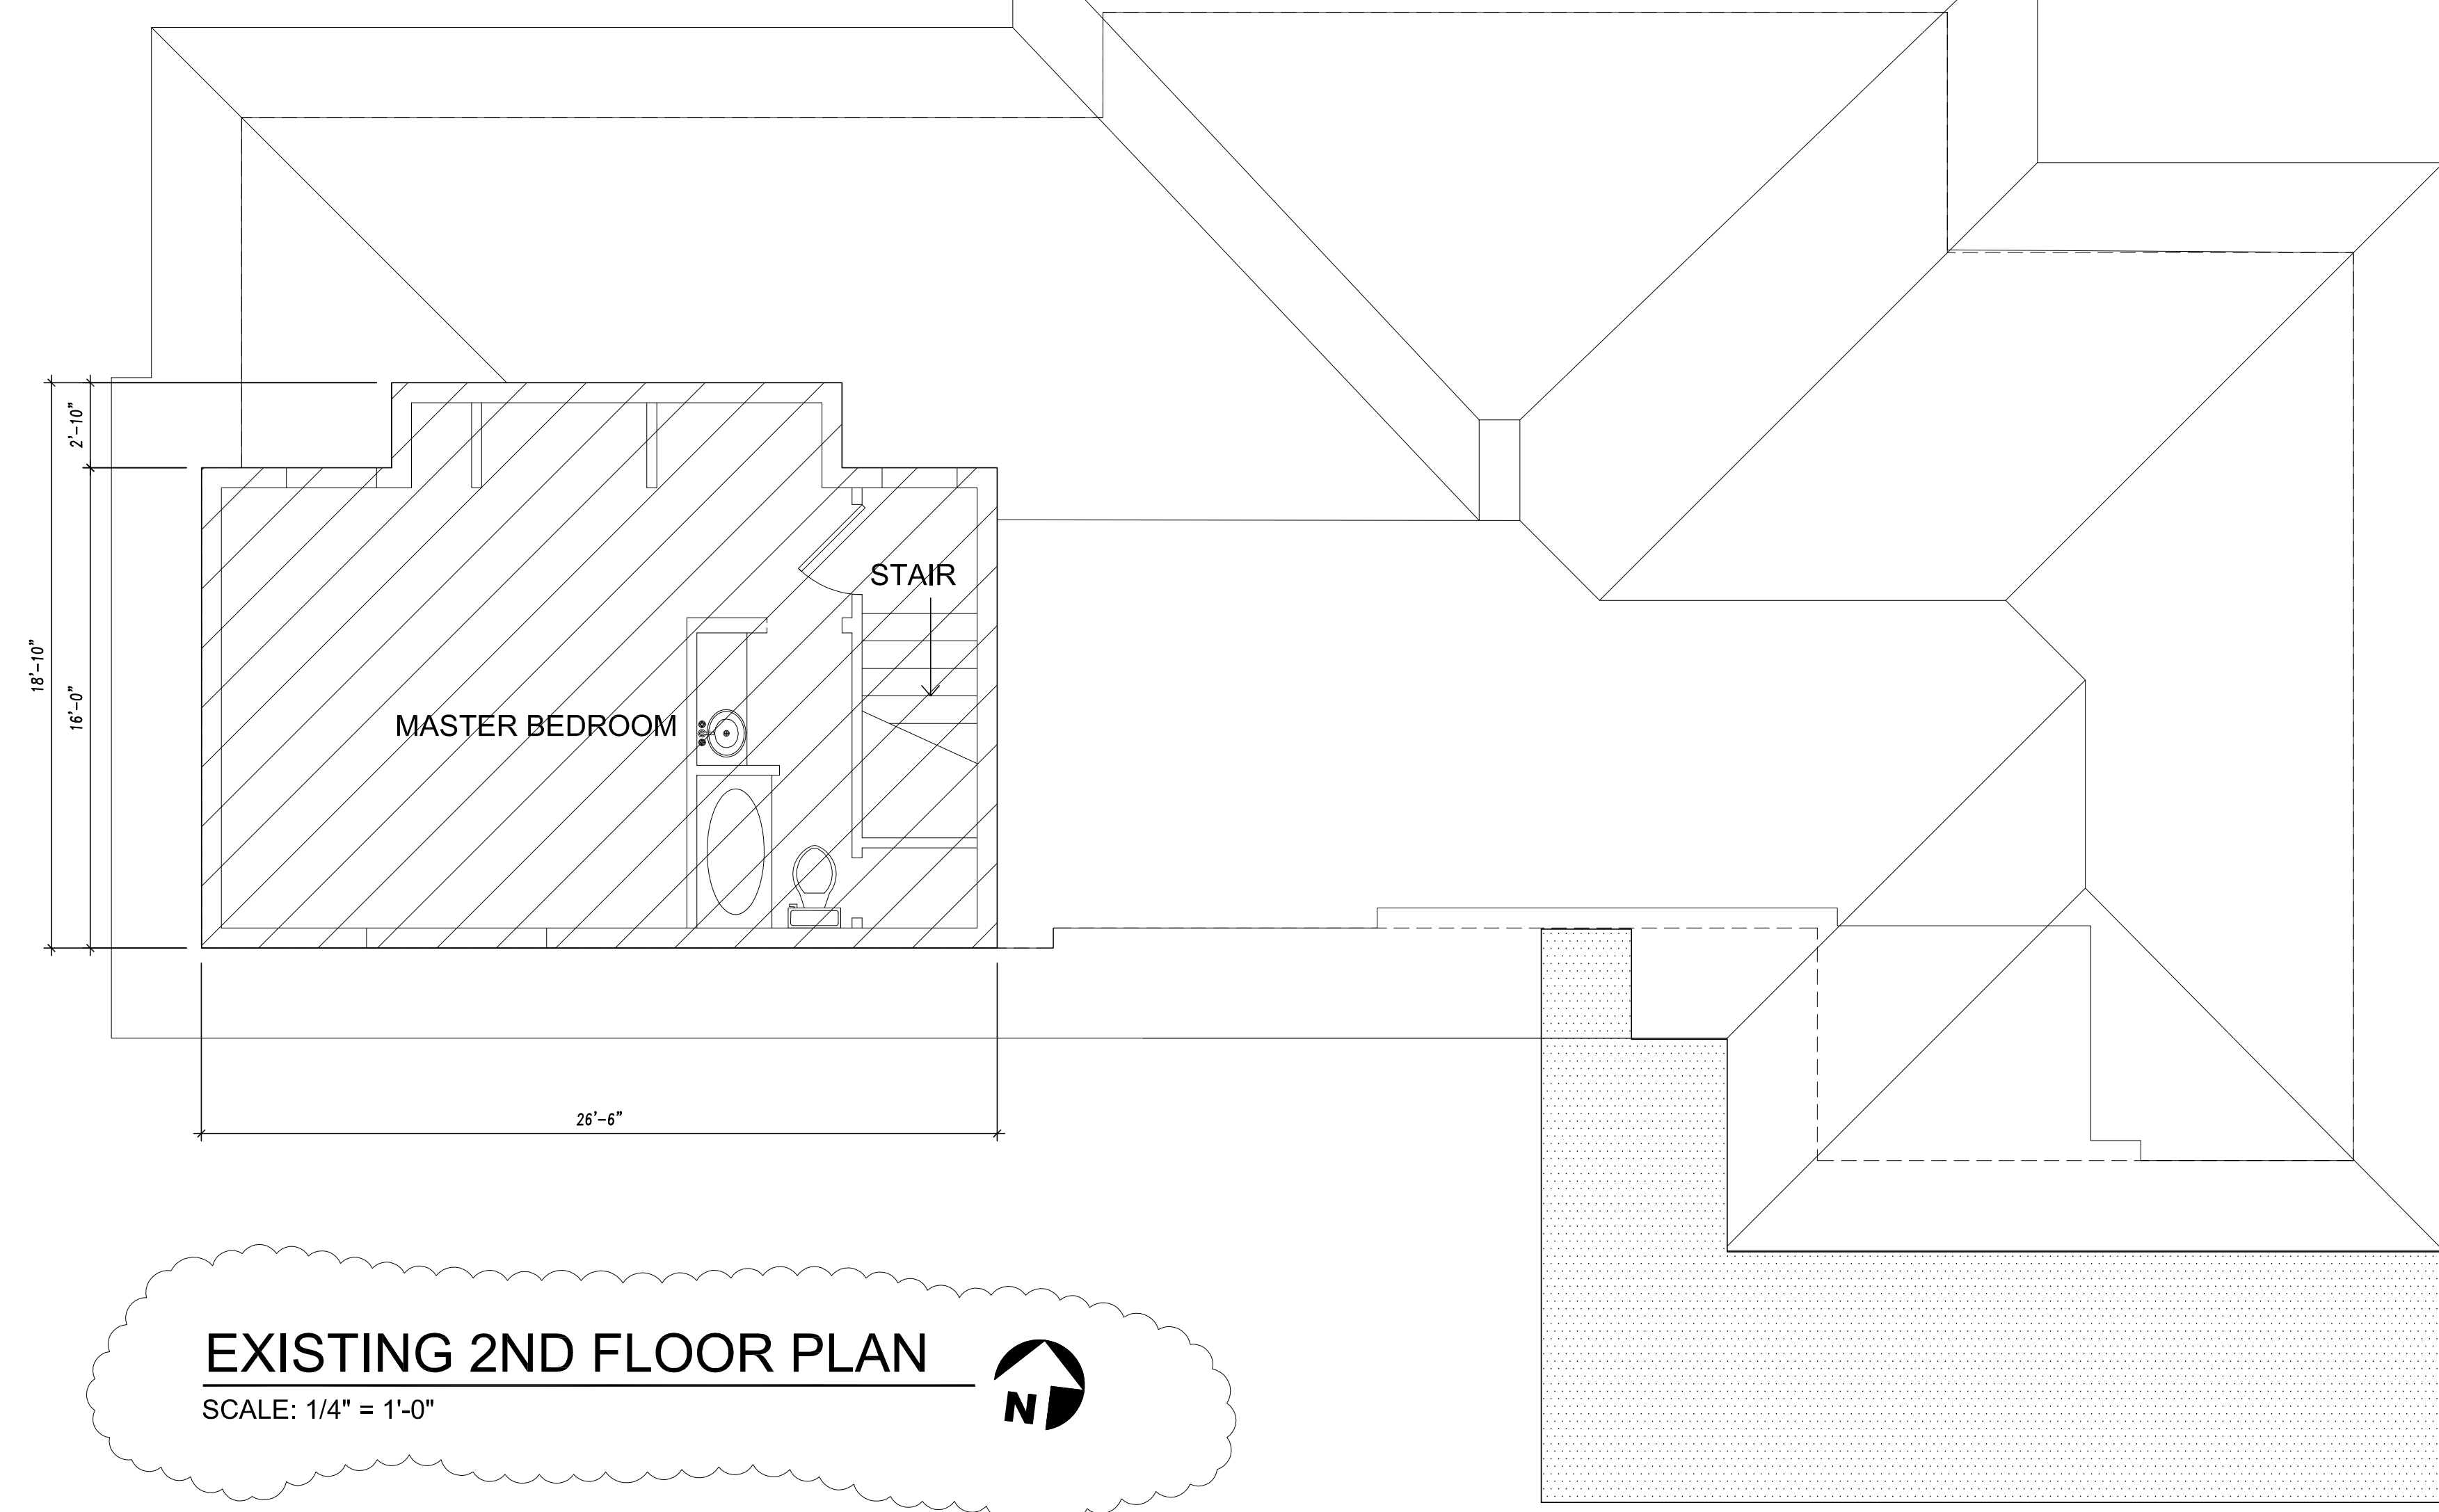 2'-10"
18'-10"
16'-0"
STAIR
MASTER BEDROOM
26'-6"
EXISTING 2ND FLOOR PLAN
SCALE: 1/4" = 1'-0"
N